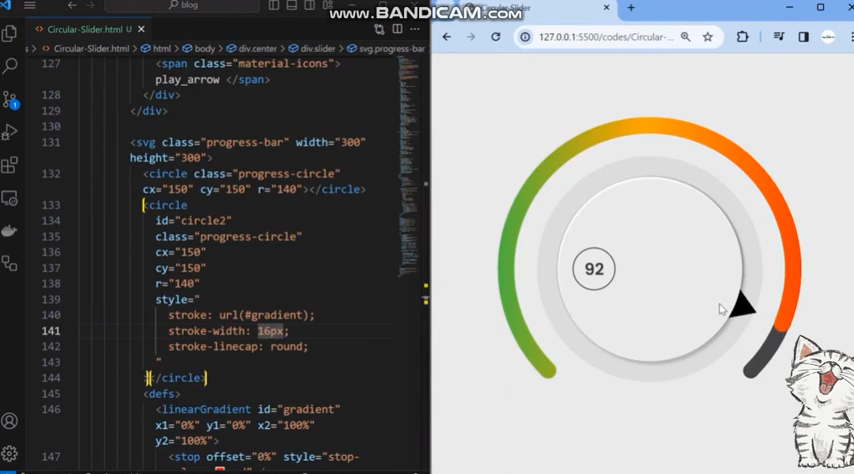 blog
www.BANDICAM.com
Circular Slider
Circular-Slider.html U
127.0.0.1:5500/codes/Circular-...
Circular-Slider.html > html > body > div.center > div.slider > svg.progress-bar
127 <span class="material-icons">
play_arrow </span>
128 </div>
129 </div>
130
131 <svg class="progress-bar" width="300"
height="300">
132 <circle class="progress-circle"
cx="150" cy="150" r="140"></circle>
133 <circle
134 id="circle2"
135 class="progress-circle"
136 cx="150"
137 cy="150"
138 r="140"
139 style="
140 stroke: url(#gradient);
141 stroke-width: 16px;
142 stroke-linecap: round;
143 "
144 ></circle>
145 <defs>
146 <linearGradient id="gradient"
x1="0%" y1="0%" x2="100%"
y2="100%">
147 <stop offset="0%" style="stop-
92
1